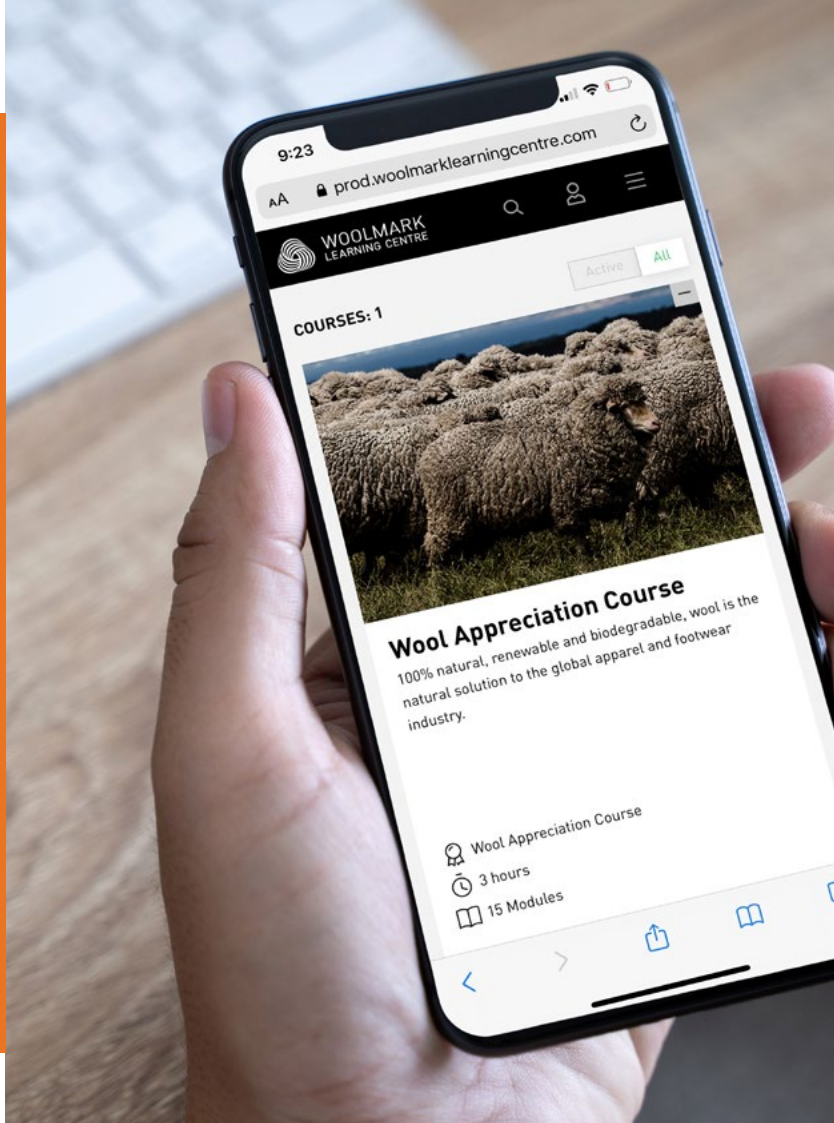 9:23
AA prod.woolmarklearningcentre.com
WOOLMARK
LEARNING CENTRE
Active All
COURSES: 1
Wool Appreciation Course
100% natural, renewable and biodegradable, wool is the
natural solution to the global apparel and footwear
industry.
Wool Appreciation Course
3 hours
15 Modules